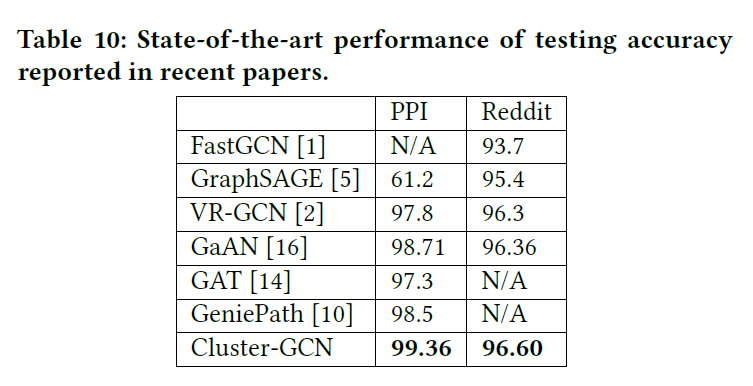 Table 10: State-of-the-art performance of testing accuracy
reported in recent papers.
PPI Reddit
FastGCN [1] N/A 93.7
GraphSAGE [5] 61.2 95.4
VR-GCN [2] 97.8 96.3
GaAN [16] 98.71 96.36
GAT [14] 97.3 N/A
GeniePath [10] 98.5 N/A
Cluster-GCN 99.36 96.60